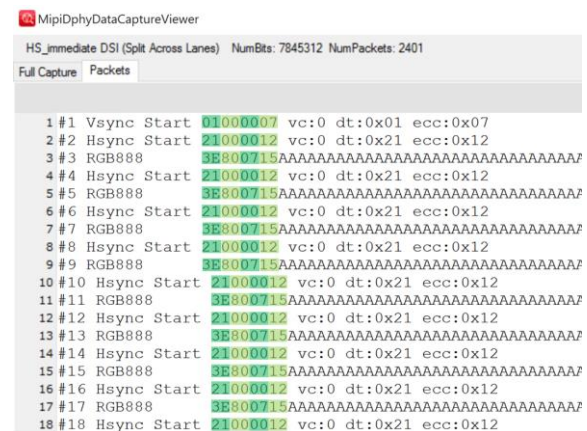 MipiDphyDataCaptureViewer
HS_immediate DSI (Split Across Lanes) NumBits: 7845312 NumPackets: 2401
Full Capture Packets
1 #1 Vsync Start 01000007 vc:0 dt:0x01 ecc:0x07
2 #2 Hsync Start 21000012 vc:0 dt:0x21 ecc:0x12
3 #3 RGB888 3E800715AAAAAAAAAAAAAAAAAAAAAAAAAAAAAAAAA
4 #4 Hsync Start 21000012 vc:0 dt:0x21 ecc:0x12
5 #5 RGB888 3E800715AAAAAAAAAAAAAAAAAAAAAAAAAAAAAAAAA
6 #6 Hsync Start 21000012 vc:0 dt:0x21 ecc:0x12
7 #7 RGB888 3E800715AAAAAAAAAAAAAAAAAAAAAAAAAAAAAAAAA
8 #8 Hsync Start 21000012 vc:0 dt:0x21 ecc:0x12
9 #9 RGB888 3E800715AAAAAAAAAAAAAAAAAAAAAAAAAAAAAAAAA
10 #10 Hsync Start 21000012 vc:0 dt:0x21 ecc:0x12
11 #11 RGB888 3E800715AAAAAAAAAAAAAAAAAAAAAAAAAAAAAAAA
12 #12 Hsync Start 21000012 vc:0 dt:0x21 ecc:0x12
13 #13 RGB888 3E800715AAAAAAAAAAAAAAAAAAAAAAAAAAAAAAAA
14 #14 Hsync Start 21000012 vc:0 dt:0x21 ecc:0x12
15 #15 RGB888 3E800715AAAAAAAAAAAAAAAAAAAAAAAAAAAAAAAA
16 #16 Hsync Start 21000012 vc:0 dt:0x21 ecc:0x12
17 #17 RGB888 3E800715AAAAAAAAAAAAAAAAAAAAAAAAAAAAAAAA
18 #18 Hsync Start 21000012 vc:0 dt:0x21 ecc:0x12